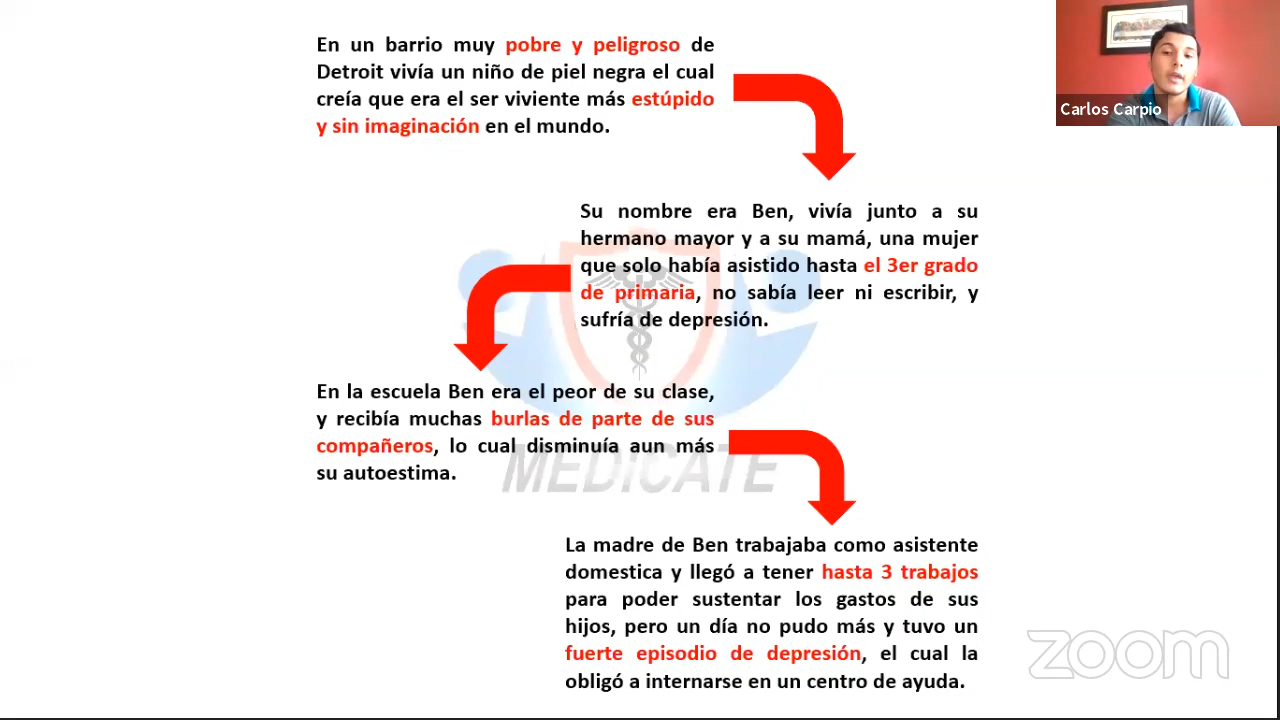 En un barrio muy pobre y peligroso de
Detroit vivía un niño de piel negra el cual
creía que era el ser viviente más estúpido
y sin imaginación en el mundo.
Carlos Carpio
Su nombre era Ben, vivía junto a su
hermano mayor y a su mamá, una mujer
que solo había asistido hasta el 3er grado
de primaria, no sabía leer ni escribir, y
sufría de depresión.
En la escuela Ben era el peor de su clase,
y recibía muchas burlas de parte de sus
compañeros, lo cual disminuía aun más
su autoestima.
MEDICATE
La madre de Ben trabajaba como asistente
domestica y llegó a tener hasta 3 trabajos
para poder sustentar los gastos de sus
hijos, pero un día no pudo más y tuvo un
fuerte episodio de depresión, el cual la
obligó a internarse en un centro de ayuda.
zoom